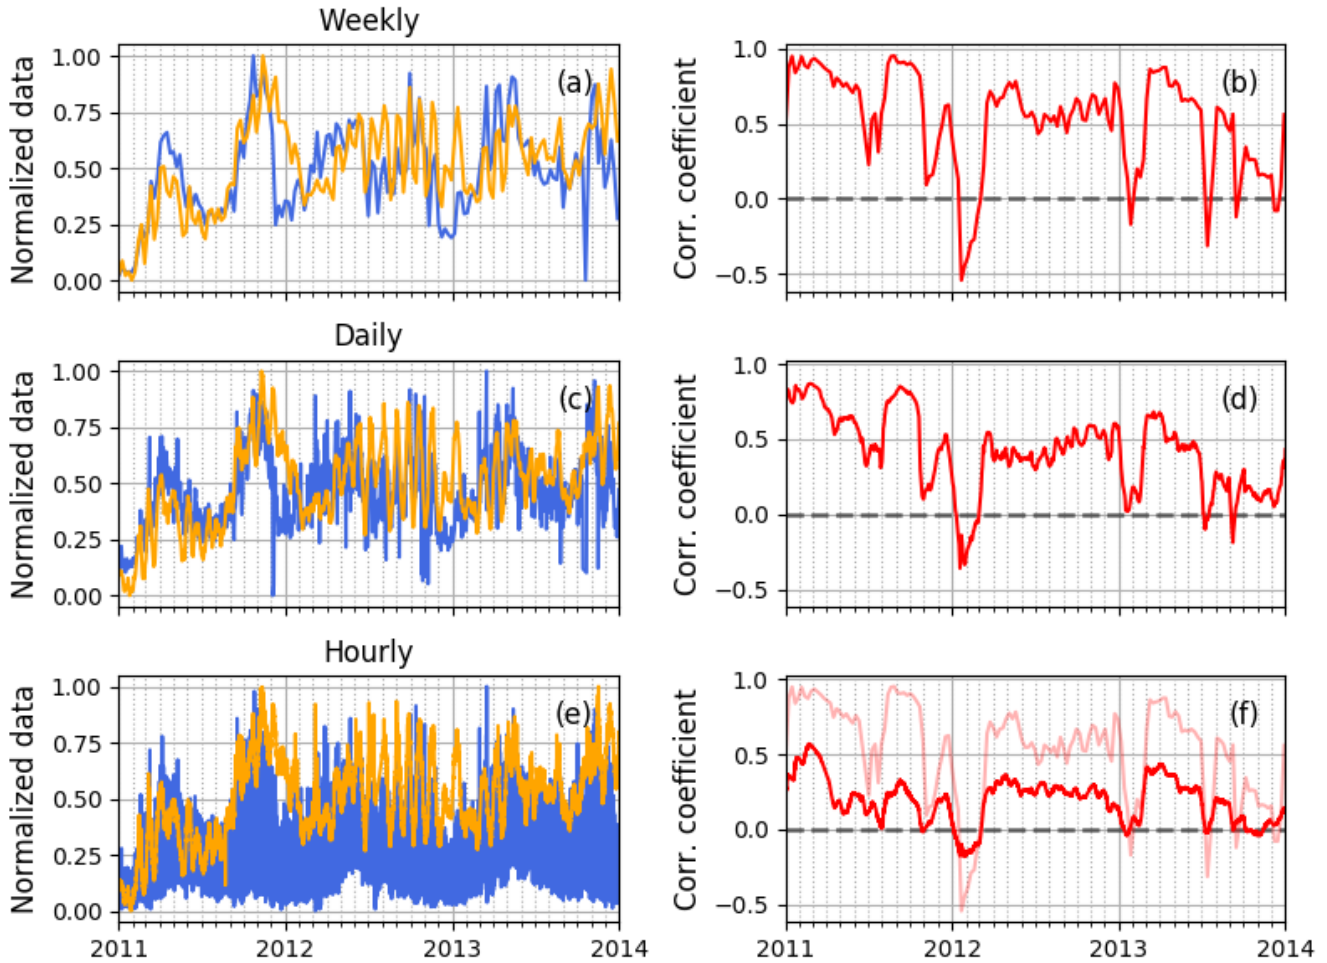 Weekly
Normalized data
1.00
0.75
0.50
0.25
0.00
(a)
Corr. coefficient
1.0
0.5
0.0
−0.5
(b)
Daily
Normalized data
1.00
0.75
0.50
0.25
0.00
(c)
Corr. coefficient
1.0
0.5
0.0
−0.5
(d)
Hourly
Normalized data
1.00
0.75
0.50
0.25
0.00
(e)
2011 2012 2013 2014
Corr. coefficient
1.0
0.5
0.0
−0.5
(f)
2011 2012 2013 2014